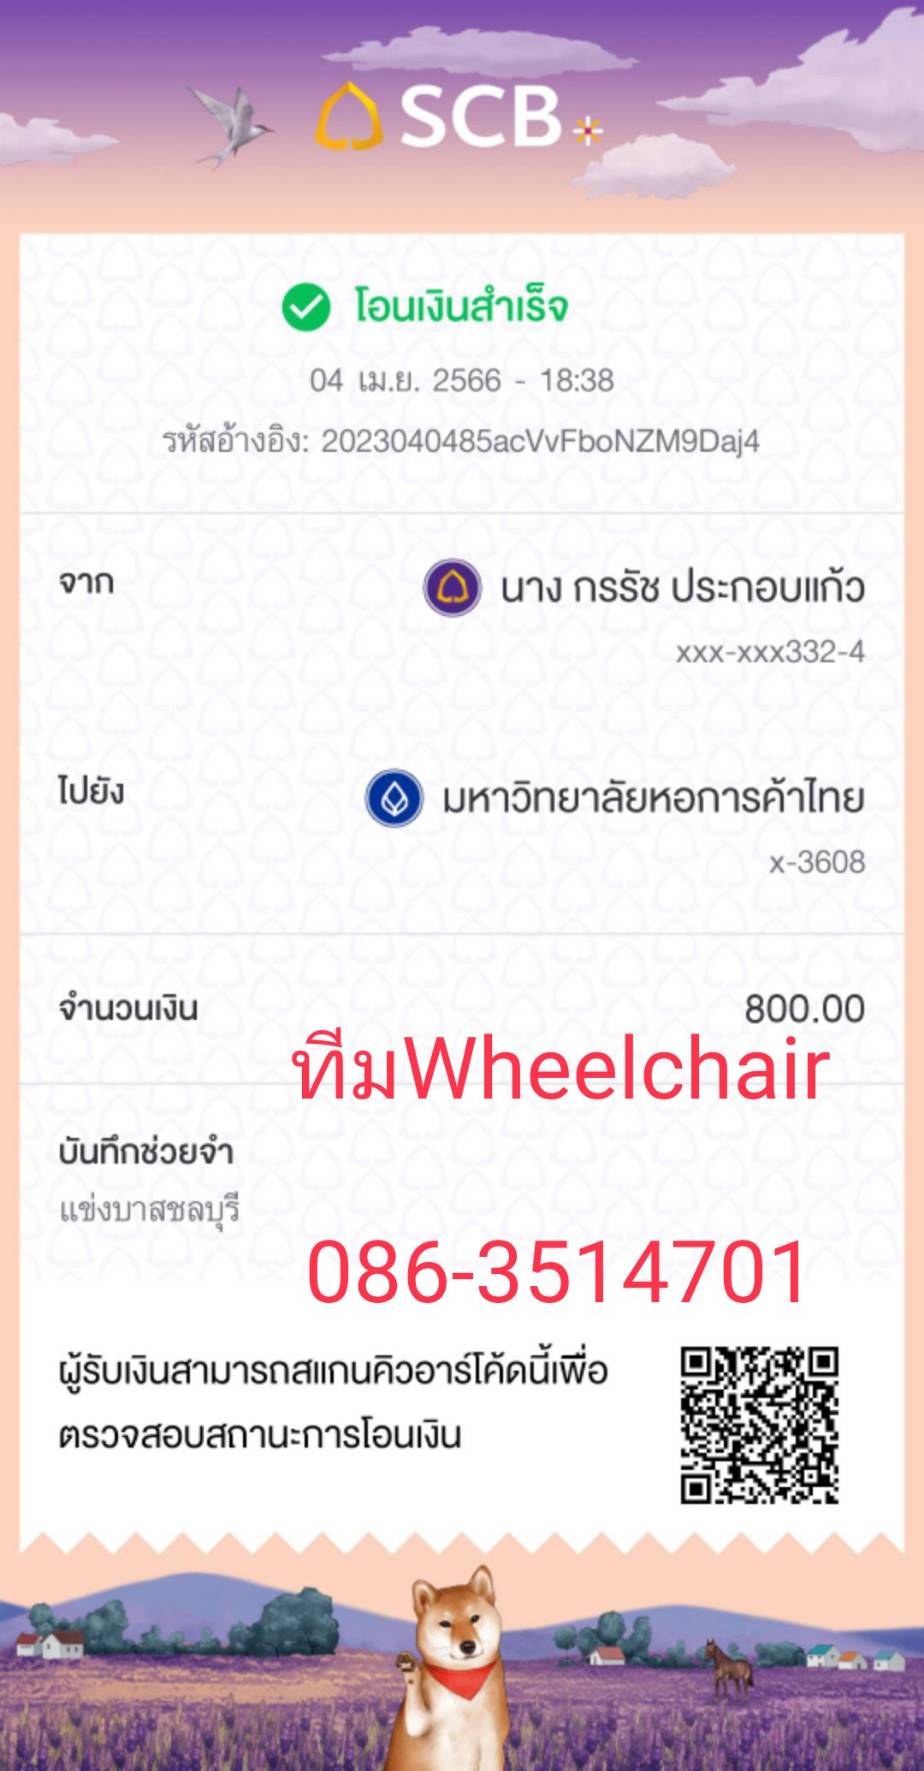 SCB
โอนเงินสำเร็จ
04 เม.ย. 2566 - 18:38
รหัสอ้างอิง: 2023040485acVvFboNZM9Daj4
จาก
นาง กรรัช ประกอบแก้ว
xxx-xxx332-4
ไปยัง
มหาวิทยาลัยหอการค้าไทย
x-3608
จำนวนเงิน
800.00
ทีมWheelchair
บันทึกช่วยจำ
แข่งบาสชลบุรี
086-3514701
ผู้รับเงินสามารถสแกนคิวอาร์โค้ดนี้เพื่อ
ตรวจสอบสถานะการโอนเงิน